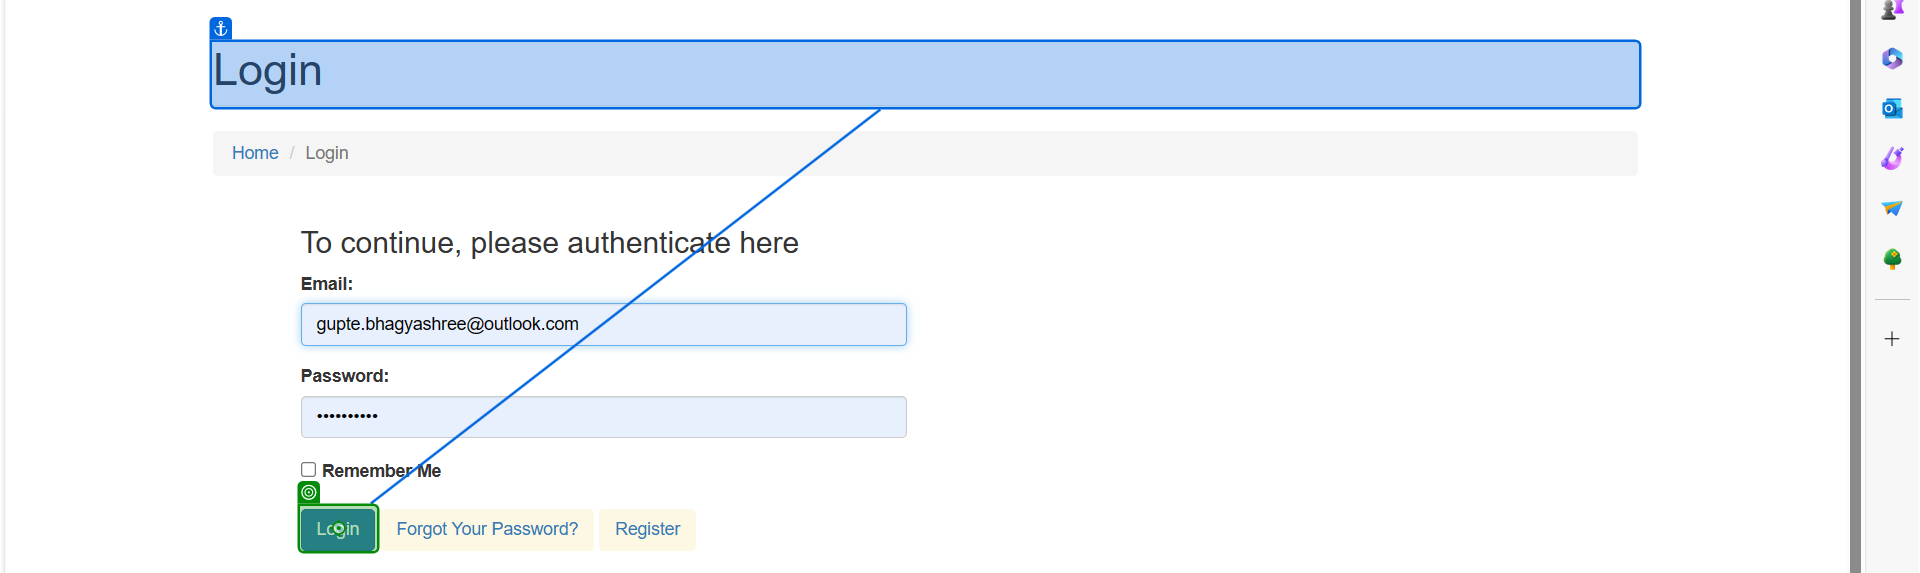 Login
Home / Login
To continue, please authenticate here
Email:
gupte.bhagyashree@outlook.com
Password:
••••••••••
Remember Me
Login Forgot Your Password? Register